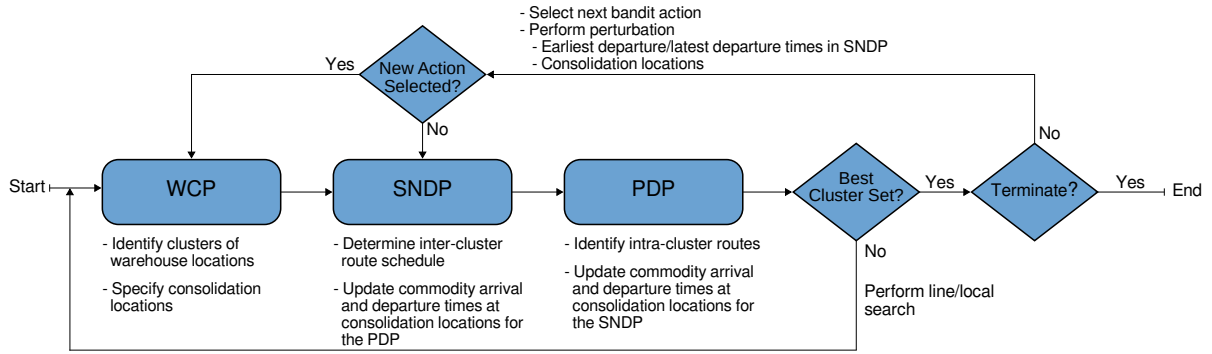 - Select next bandit action
- Perform perturbation
- Earliest departure/latest departure times in SNDP
- Consolidation locations
Yes
New Action
Selected?
No
No
Start
WCP
SNDP
PDP
Best
Cluster Set?
Yes
Terminate?
Yes
End
- Identify clusters of
warehouse locations
- Specify consolidation
locations
- Determine inter-cluster
route schedule
- Update commodity arrival
and departure times at
consolidation locations for
the PDP
- Identify intra-cluster routes
- Update commodity arrival
and departure times at
consolidation locations for
the SNDP
No
Perform line/local
search